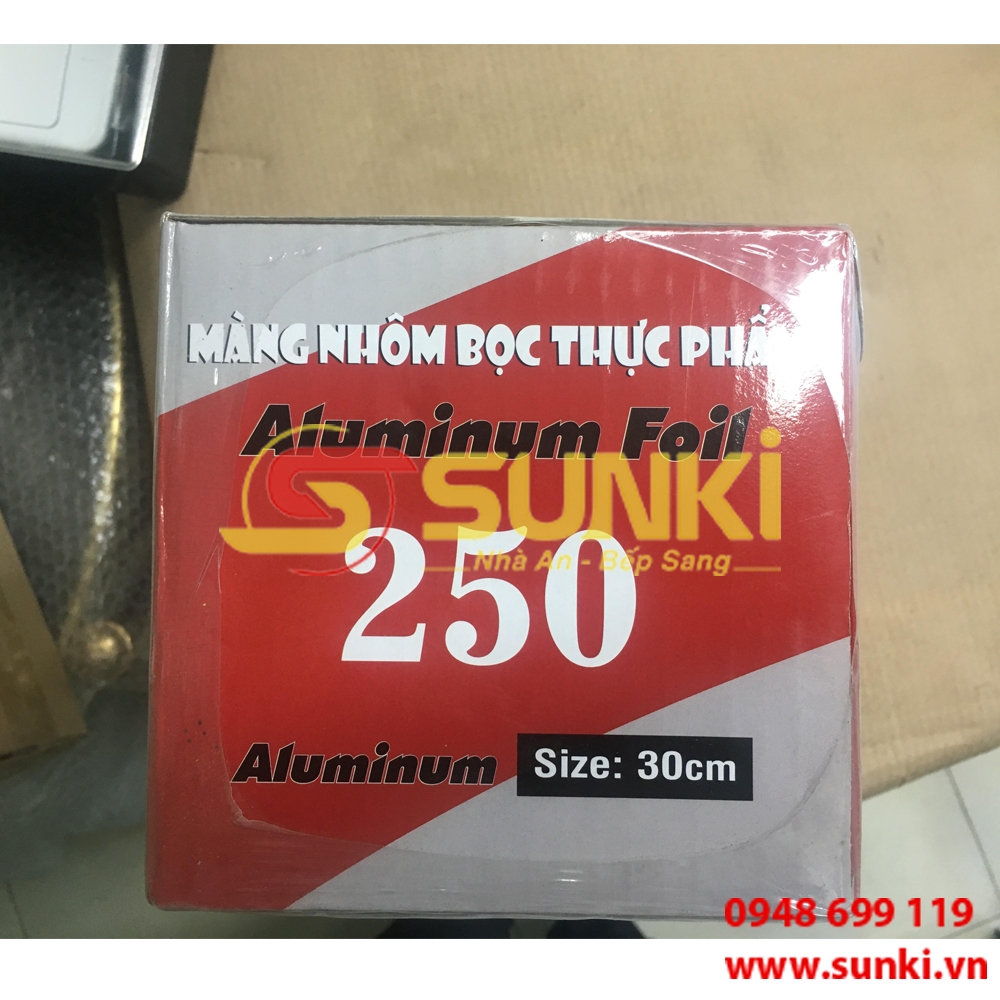 MÀNG NHÔM BỌC THỰC PHẨ
Aluminum Foil
SUNKI
Nhà An - Bếp Sang
250
Aluminum
Size: 30cm
0948 699 119
www.sunki.vn